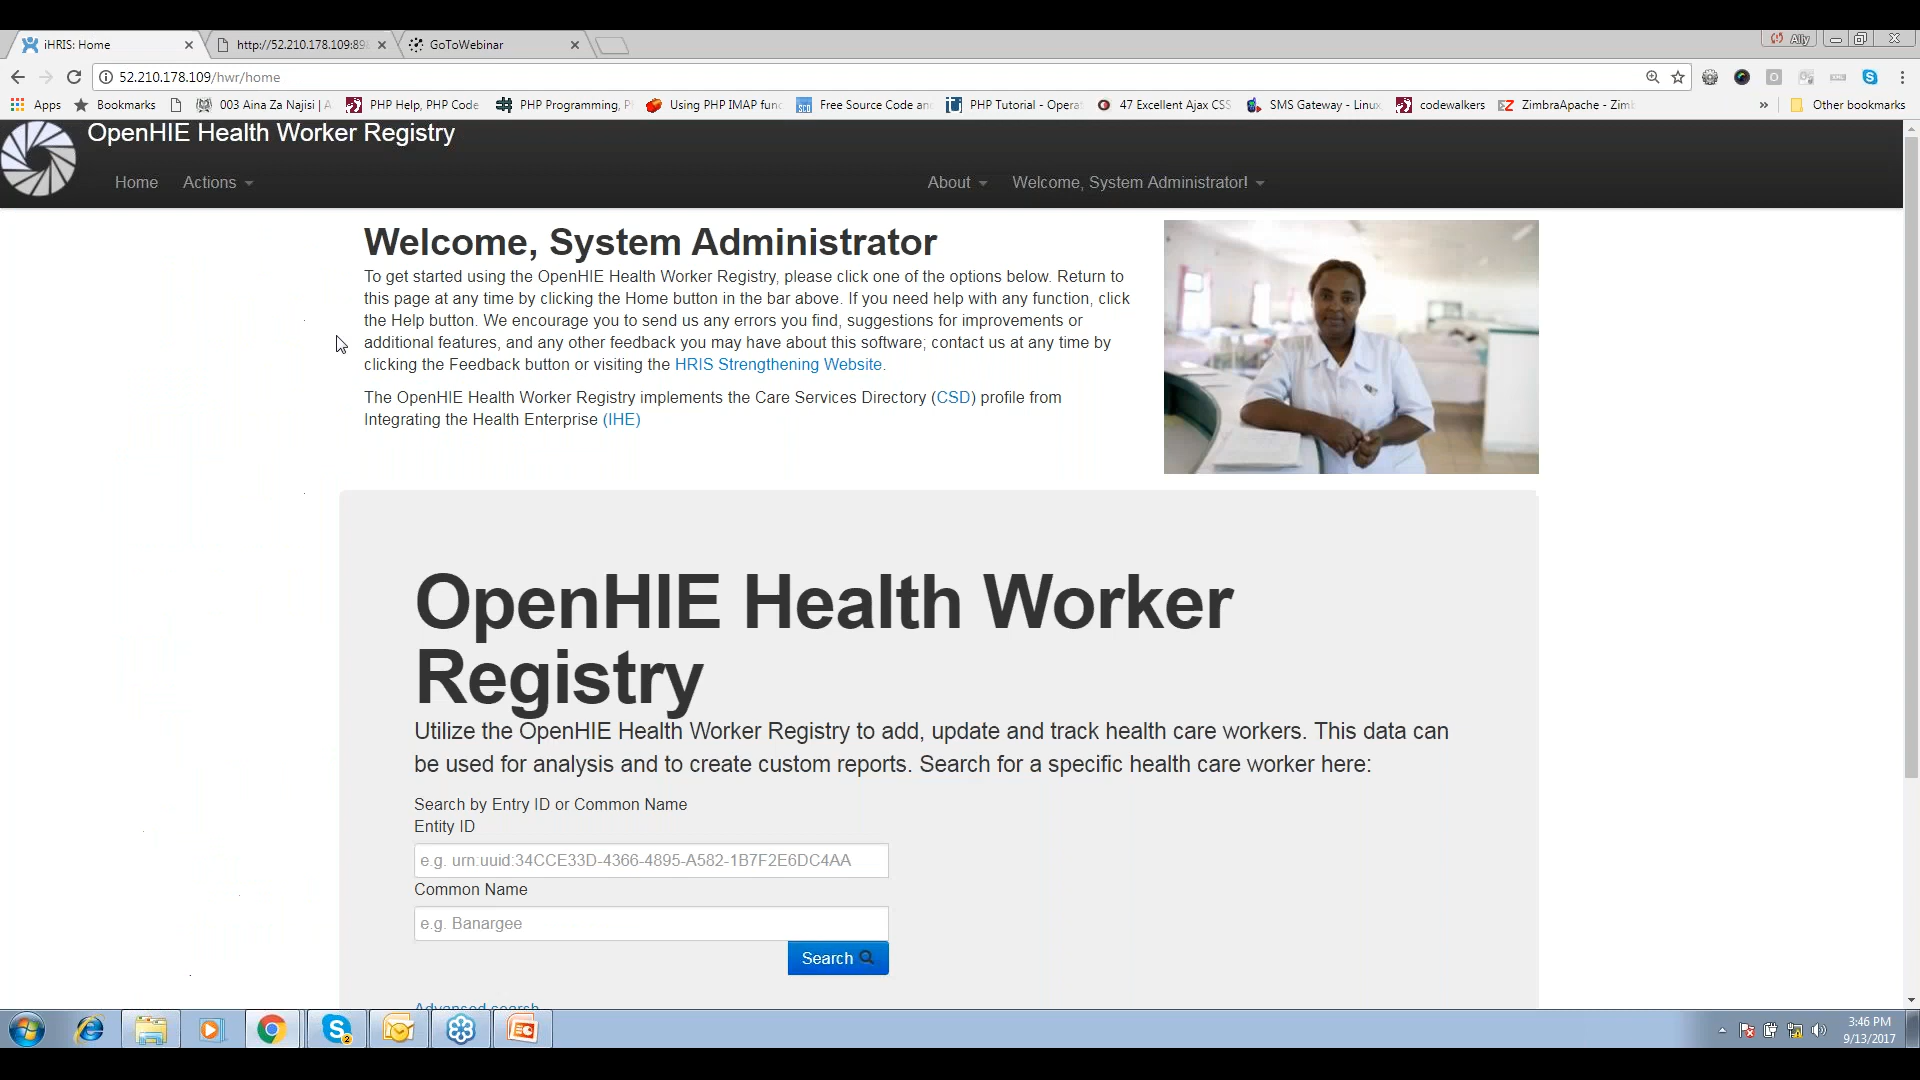 iHRIS: Home
http://52.210.178.109:89
GoToWebinar
Ally
52.210.178.109/hwr/home
Apps
Bookmarks
003 Aina Za Najisi | A
PHP Help, PHP Code
PHP Programming, P
Using PHP IMAP func
Free Source Code an
PHP Tutorial - Opera
47 Excellent Ajax CSS
SMS Gateway - Linux
codewalkers
ZimbraApache - Zim
» Other bookmarks
OpenHIE Health Worker Registry
Home Actions About Welcome, System Administrator!
Welcome, System Administrator
To get started using the OpenHIE Health Worker Registry, please click one of the options below. Return to
this page at any time by clicking the Home button in the bar above. If you need help with any function, click
the Help button. We encourage you to send us any errors you find, suggestions for improvements or
additional features, and any other feedback you may have about this software; contact us at any time by
clicking the Feedback button or visiting the HRIS Strengthening Website.
The OpenHIE Health Worker Registry implements the Care Services Directory (CSD) profile from
Integrating the Health Enterprise (IHE)
OpenHIE Health Worker
Registry
Utilize the OpenHIE Health Worker Registry to add, update and track health care workers. This data can
be used for analysis and to create custom reports. Search for a specific health care worker here:
Search by Entry ID or Common Name
Entity ID
e.g. urn:uuid:34CCE33D-4366-4895-A582-1B7F2E6DC4AA
Common Name
e.g. Banargee
Search
Advanced search
3:46 PM
9/13/2017